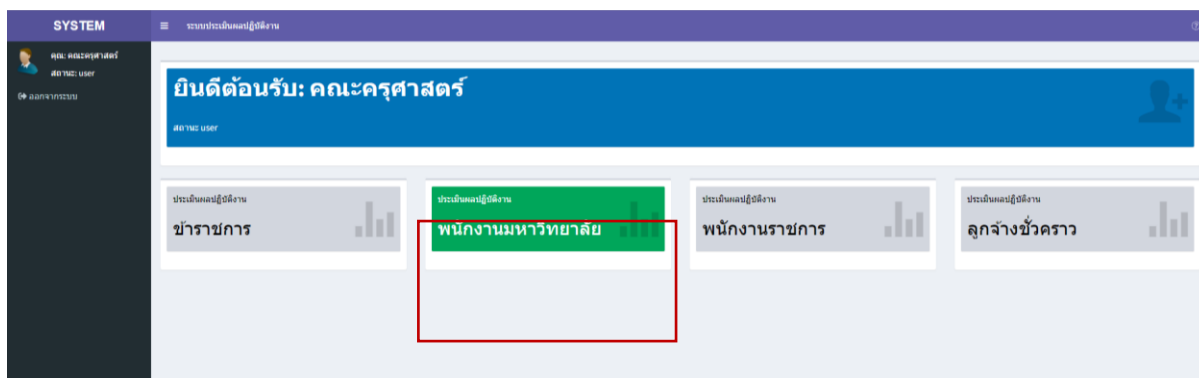 SYSTEM
ระบบประเมินผลปฏิบัติงาน
คุณ: คณะครุศาสตร์
สถานะ: user
ออกจากระบบ
ยินดีต้อนรับ: คณะครุศาสตร์
สถานะ user
ประเมินผลปฏิบัติงาน
ข้าราชการ
ประเมินผลปฏิบัติงาน
พนักงานมหาวิทยาลัย
ประเมินผลปฏิบัติงาน
พนักงานราชการ
ประเมินผลปฏิบัติงาน
ลูกจ้างชั่วคราว